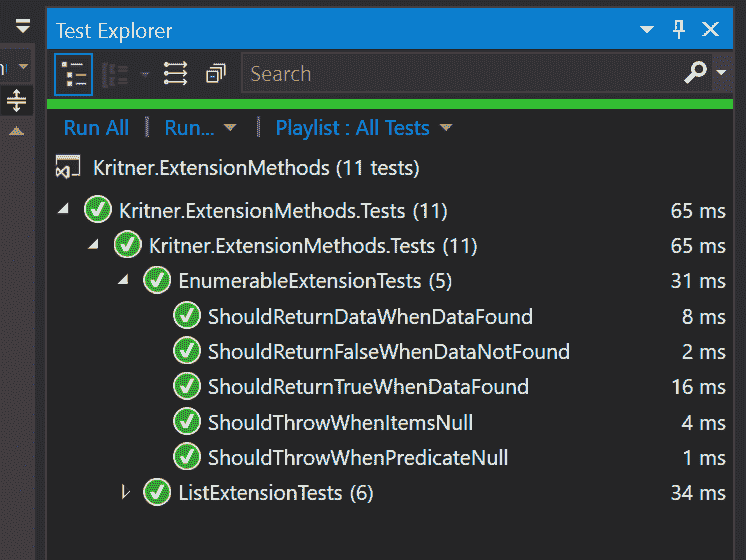 Test Explorer
Search
Run All | Run... | Playlist : All Tests
Kritner.ExtensionMethods (11 tests)
Kritner.ExtensionMethods.Tests (11) 65 ms
Kritner.ExtensionMethods.Tests (11) 65 ms
EnumerableExtensionTests (5) 31 ms
ShouldReturnDataWhenDataFound 8 ms
ShouldReturnFalseWhenDataNotFound 2 ms
ShouldReturnTrueWhenDataFound 16 ms
ShouldThrowWhenItemsNull 4 ms
ShouldThrowWhenPredicateNull 1 ms
ListExtensionTests (6) 34 ms